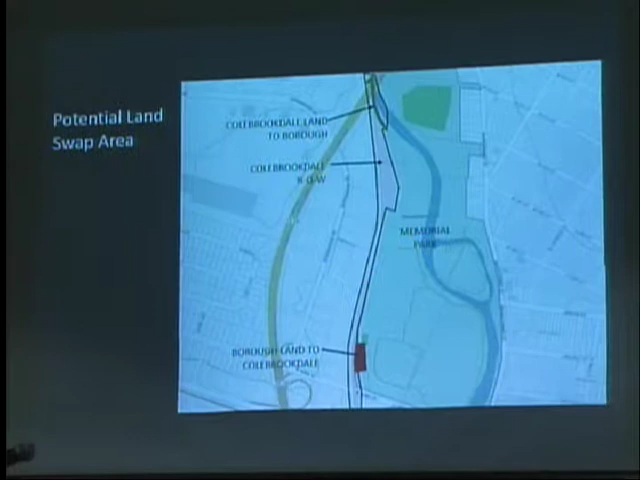 Potential Land
Swap Area
COLEBROOKDALE LAND
TO BOROUGH
COLEBROOKDALE
R-O-W
MEMORIAL
PARK
BOROUGH LAND TO
COLEBROOKDALE